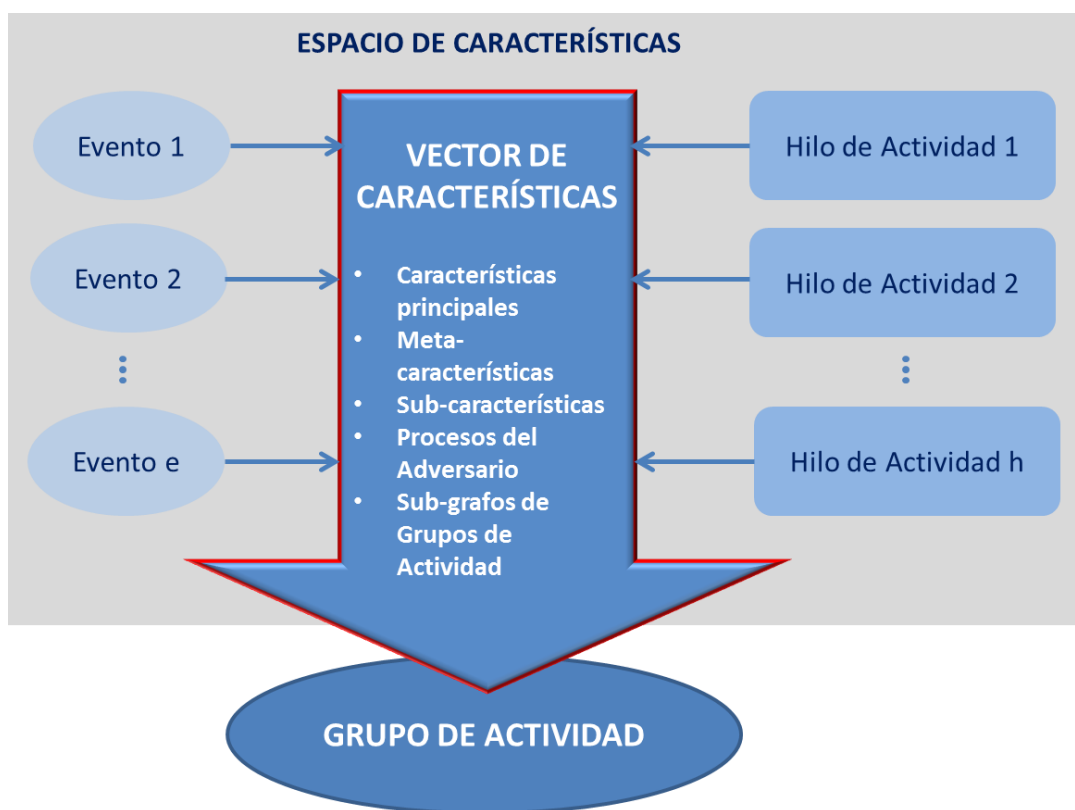 ESPACIO DE CARACTERÍSTICAS
Evento 1
Evento 2
Evento e
VECTOR DE
CARACTERÍSTICAS
• Características
principales
• Meta-
características
• Sub-características
• Procesos del
Adversario
• Sub-grafos de
Grupos de
Actividad
Hilo de Actividad 1
Hilo de Actividad 2
Hilo de Actividad h
GRUPO DE ACTIVIDAD